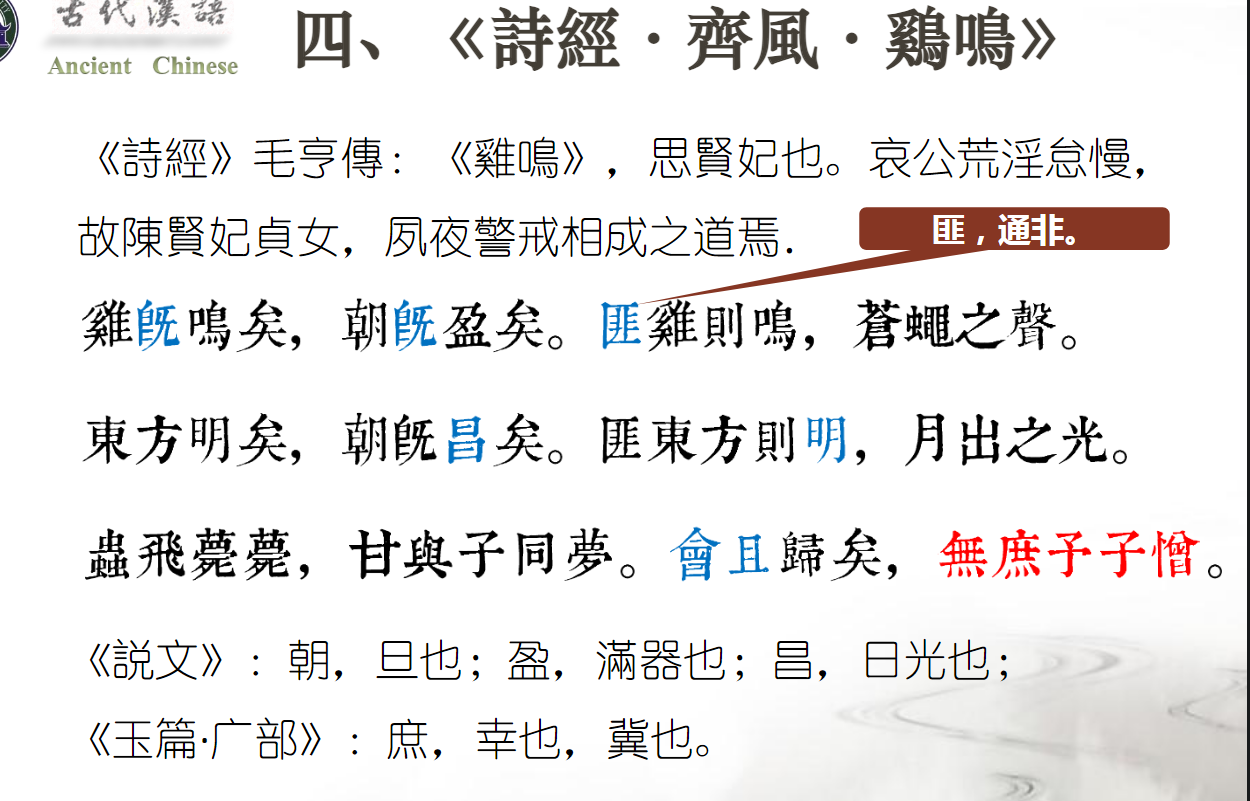 古代漢語
Ancient Chinese
四、《詩經·齊風·鷄鳴》
《詩經》毛亨傳：《雞鳴》，思賢妃也。哀公荒淫怠慢，
故陳賢妃貞女，夙夜警戒相成之道焉.
匪，通非。
雞旣鳴矣，朝旣盈矣。匪雞則鳴，蒼蠅之聲。
東方明矣，朝旣昌矣。匪東方則明，月出之光。
蟲飛薨薨，甘與子同夢。會且歸矣，無庶予子憎。
《説文》：朝，旦也；盈，滿器也；昌，日光也；
《玉篇·广部》：庶，幸也，冀也。